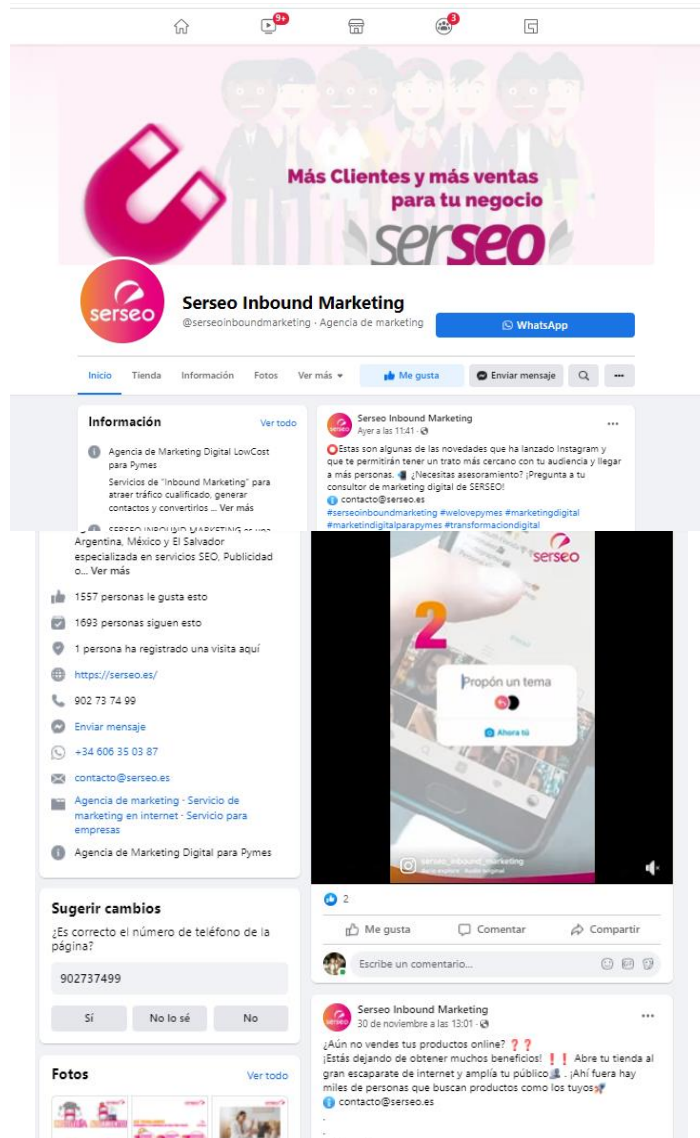 9+
3
Más Clientes y más ventas
para tu negocio
serseo
serseo
Serseo Inbound Marketing
@serseoinboundmarketing · Agencia de marketing
WhatsApp
Inicio Tienda Información Fotos Ver más Me gusta Enviar mensaje
Información Ver todo
Agencia de Marketing Digital LowCost
para Pymes
Servicios de "Inbound Marketing" para
atraer tráfico cualificado, generar
contactos y convertirlos ... Ver más
SERSEO INBOUND MARKETING es una
Argentina, México y El Salvador
especializada en servicios SEO, Publicidad
o... Ver más
1557 personas le gusta esto
1693 personas siguen esto
1 persona ha registrado una visita aquí
https://serseo.es/
902 73 74 99
Enviar mensaje
+34 606 35 03 87
contacto@serseo.es
Agencia de marketing · Servicio de
marketing en internet · Servicio para
empresas
Agencia de Marketing Digital para Pymes
Sugerir cambios
¿Es correcto el número de teléfono de la
página?
902737499
Sí No lo sé No
Fotos Ver todo
Serseo Inbound Marketing
Ayer a las 11:41 ·
⭕Estas son algunas de las novedades que ha lanzado Instagram y
que te permitirán tener un trato más cercano con tu audiencia y llegar
a más personas. 📲 ¿Necesitas asesoramiento? ¡Pregunta a tu
consultor de marketing digital de SERSEO!
contacto@serseo.es
#serseoinboundmarketing #welovepymes #marketingdigital
#marketindigitalparapymes #transformaciondigital
serseo
2
Propón un tema
Ahora tú
serseo_inbound_marketing
2
Me gusta Comentar Compartir
Escribe un comentario...
Serseo Inbound Marketing
30 de noviembre a las 13:01 ·
¿Aún no vendes tus productos online? ❓❓
¡Estás dejando de obtener muchos beneficios! ❗❗ Abre tu tienda al
gran escaparate de internet y amplía tu público . ¡Ahí fuera hay
miles de personas que buscan productos como los tuyos🚀
contacto@serseo.es
.
.